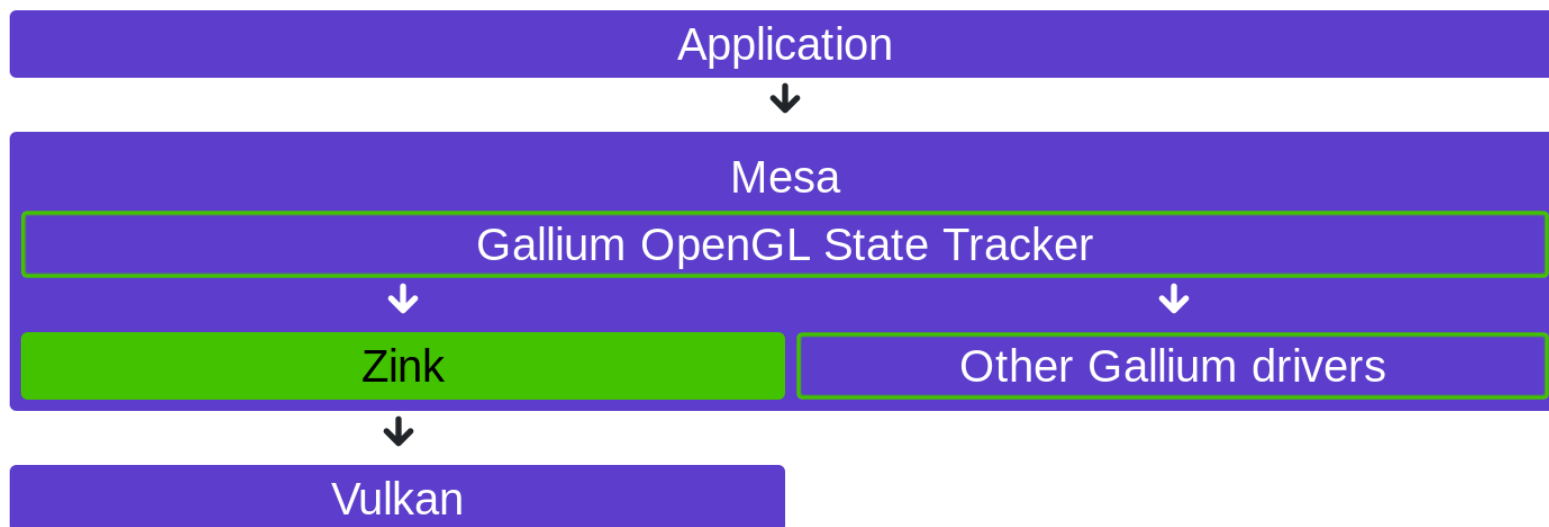 Application
Mesa
Gallium OpenGL State Tracker
Zink
Other Gallium drivers
Vulkan